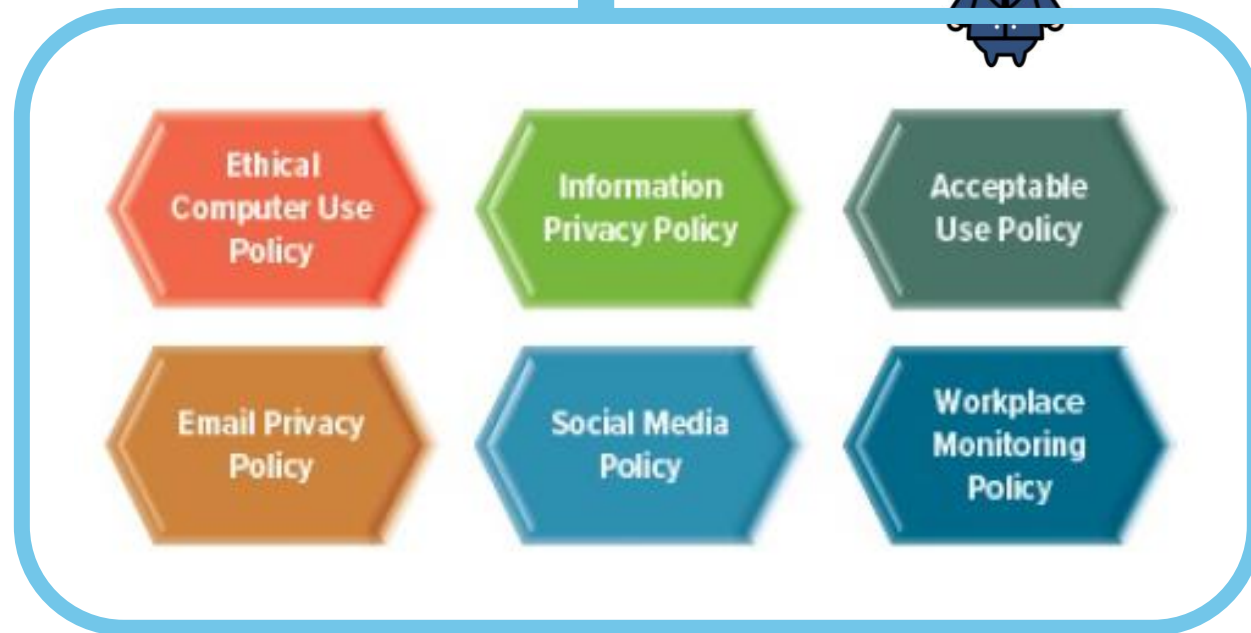 Ethical
Computer Use
Policy
Information
Privacy Policy
Acceptable
Use Policy
Email Privacy
Policy
Social Media
Policy
Workplace
Monitoring
Policy